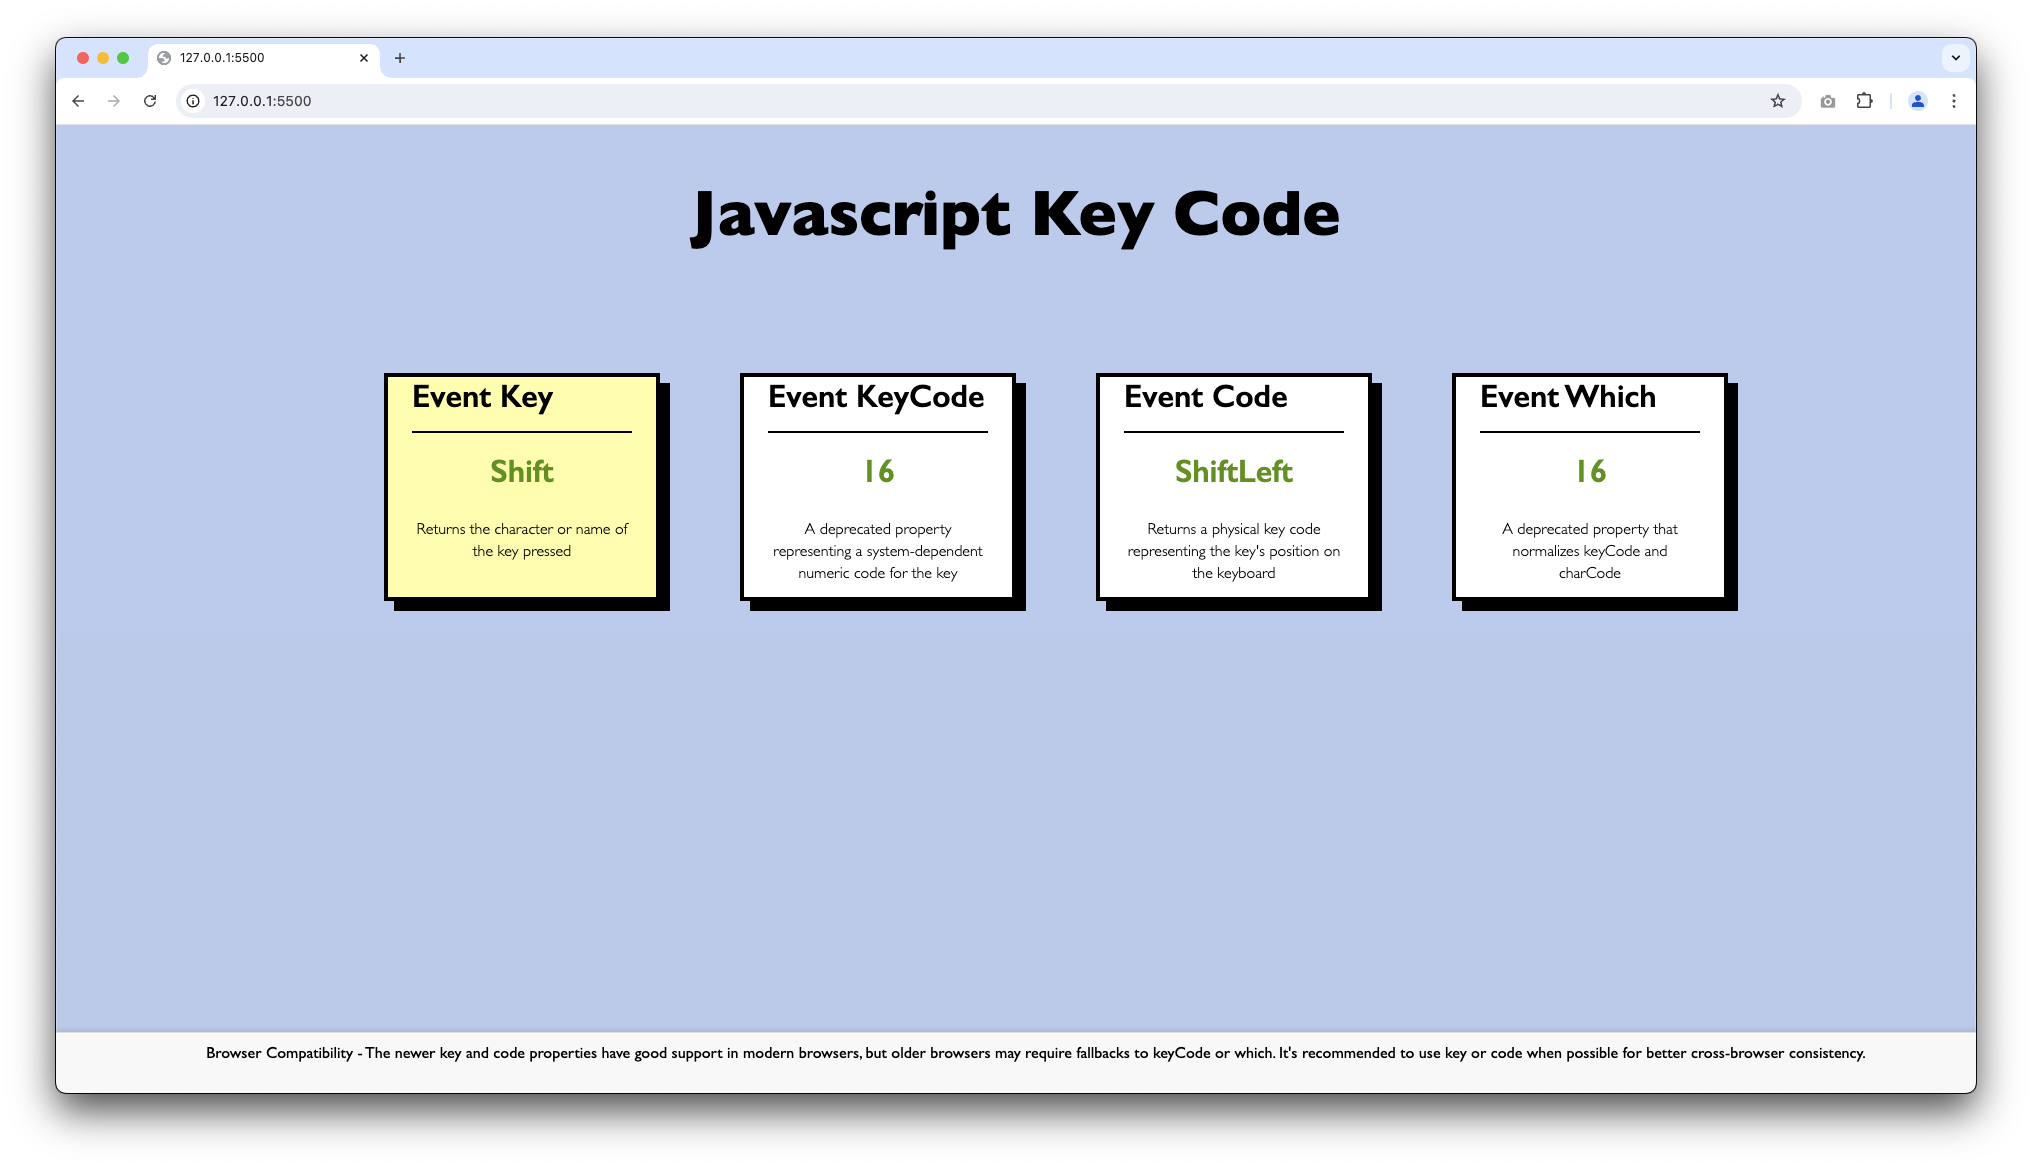 127.0.0.1:5500
127.0.0.1:5500
Javascript Key Code
Event Key
Shift
Returns the character or name of
the key pressed
Event KeyCode
16
A deprecated property
representing a system-dependent
numeric code for the key
Event Code
ShiftLeft
Returns a physical key code
representing the key's position on
the keyboard
Event Which
16
A deprecated property that
normalizes keyCode and
charCode
Browser Compatibility - The newer key and code properties have good support in modern browsers, but older browsers may require fallbacks to keyCode or which. It's recommended to use key or code when possible for better cross-browser consistency.